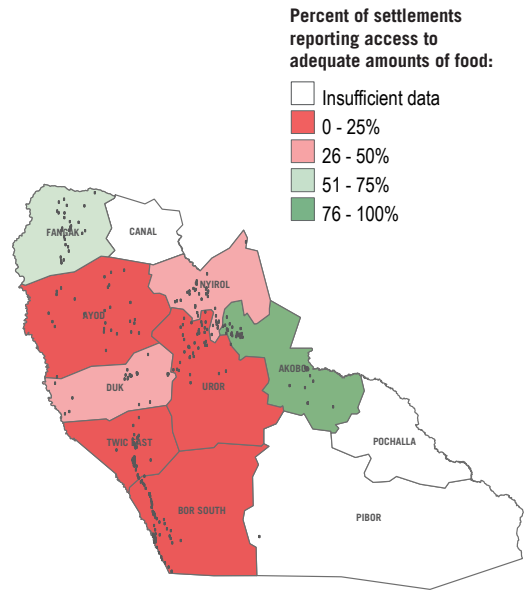 Percent of settlements
reporting access to
adequate amounts of food:
Insufficient data
0 - 25%
26 - 50%
51 - 75%
76 - 100%
FANGAK
CANAL
NYIROL
AYOD
AKOBO
DUK
UROR
TWIC EAST
POCHALLA
BOR SOUTH
PIBOR